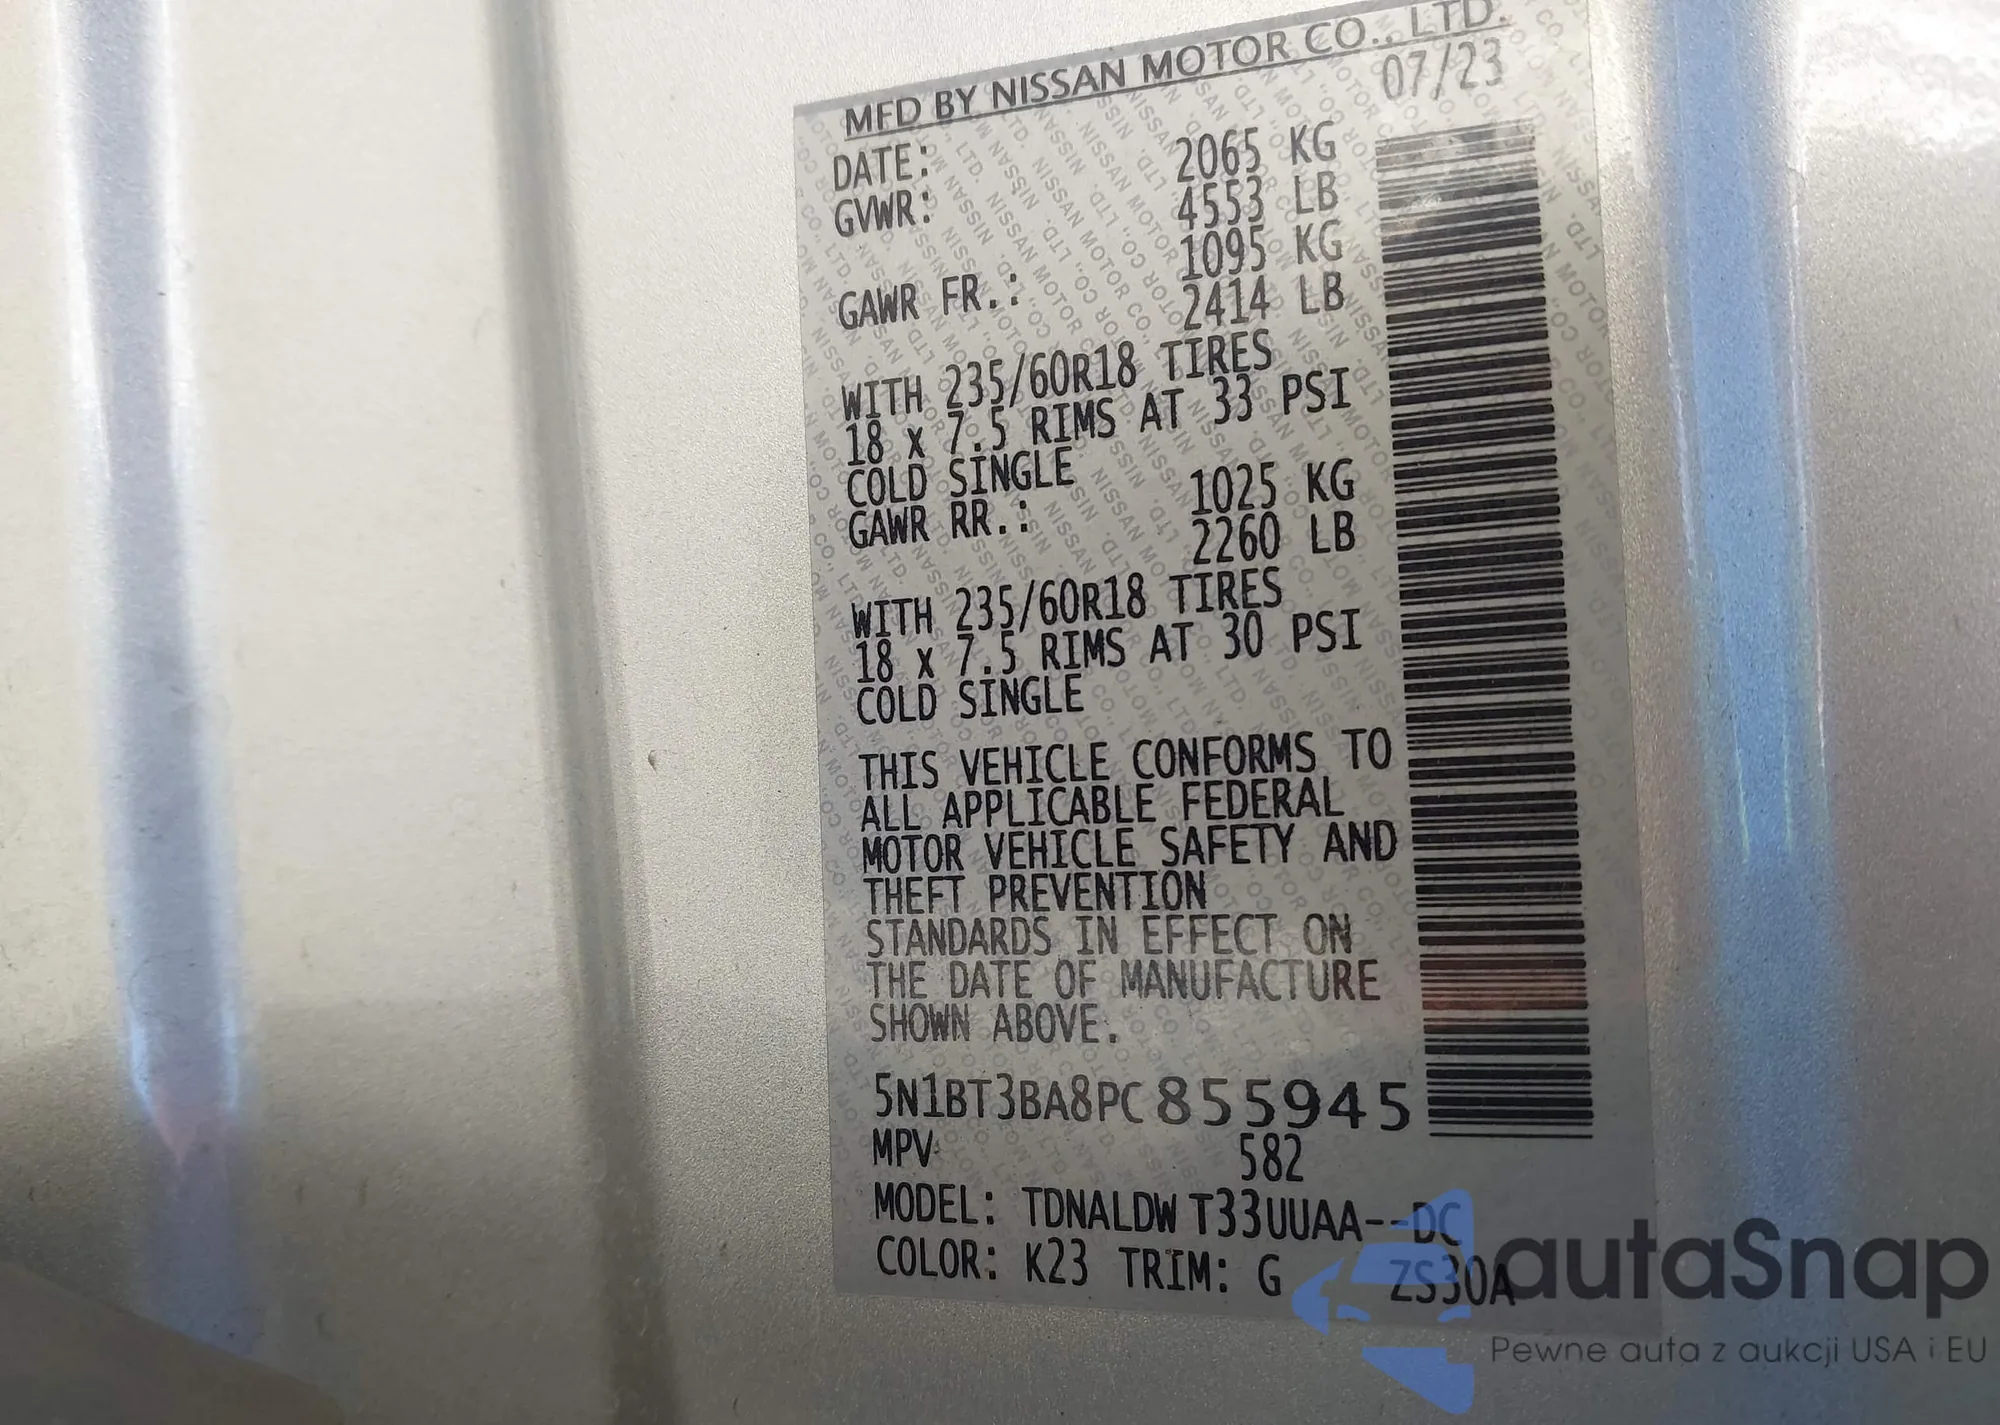 MFD BY NISSAN MOTOR CO., LTD.
DATE: 07/23
GVWR: 2065 KG
4553 LB
GAWR FR.: 1095 KG
2414 LB
WITH 235/60R18 TIRES
18 x 7.5 RIMS AT 33 PSI
COLD SINGLE
GAWR RR.: 1025 KG
2260 LB
WITH 235/60R18 TIRES
18 x 7.5 RIMS AT 30 PSI
COLD SINGLE
THIS VEHICLE CONFORMS TO
ALL APPLICABLE FEDERAL
MOTOR VEHICLE SAFETY AND
THEFT PREVENTION
STANDARDS IN EFFECT ON
THE DATE OF MANUFACTURE
SHOWN ABOVE.
5N1BT3BA8PC855945
MPV 582
MODEL: TDNALDW T33UUAA--DC
COLOR: K23 TRIM: G ZS30A
autaSnap
Pewne auta z aukcji USA i EU